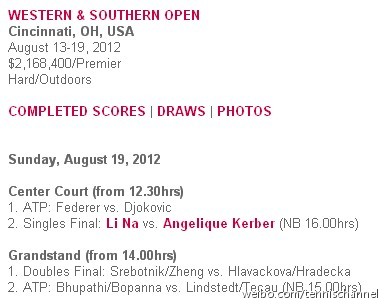 WESTERN & SOUTHERN OPEN
Cincinnati, OH, USA
August 13-19, 2012
$2,168,400/Premier
Hard/Outdoors
COMPLETED SCORES | DRAWS | PHOTOS
Sunday, August 19, 2012
Center Court (from 12.30hrs)
1. ATP: Federer vs. Djokovic
2. Singles Final: Li Na vs. Angelique Kerber (NB 16.00hrs)
Grandstand (from 14.00hrs)
1. Doubles Final: Srebotnik/Zheng vs. Hlavackova/Hradecka
2. ATP: Bhupathi/Bopanna vs. Lindstedt/Tecau (NB 15.00hrs)
weibo.com/tennischannel